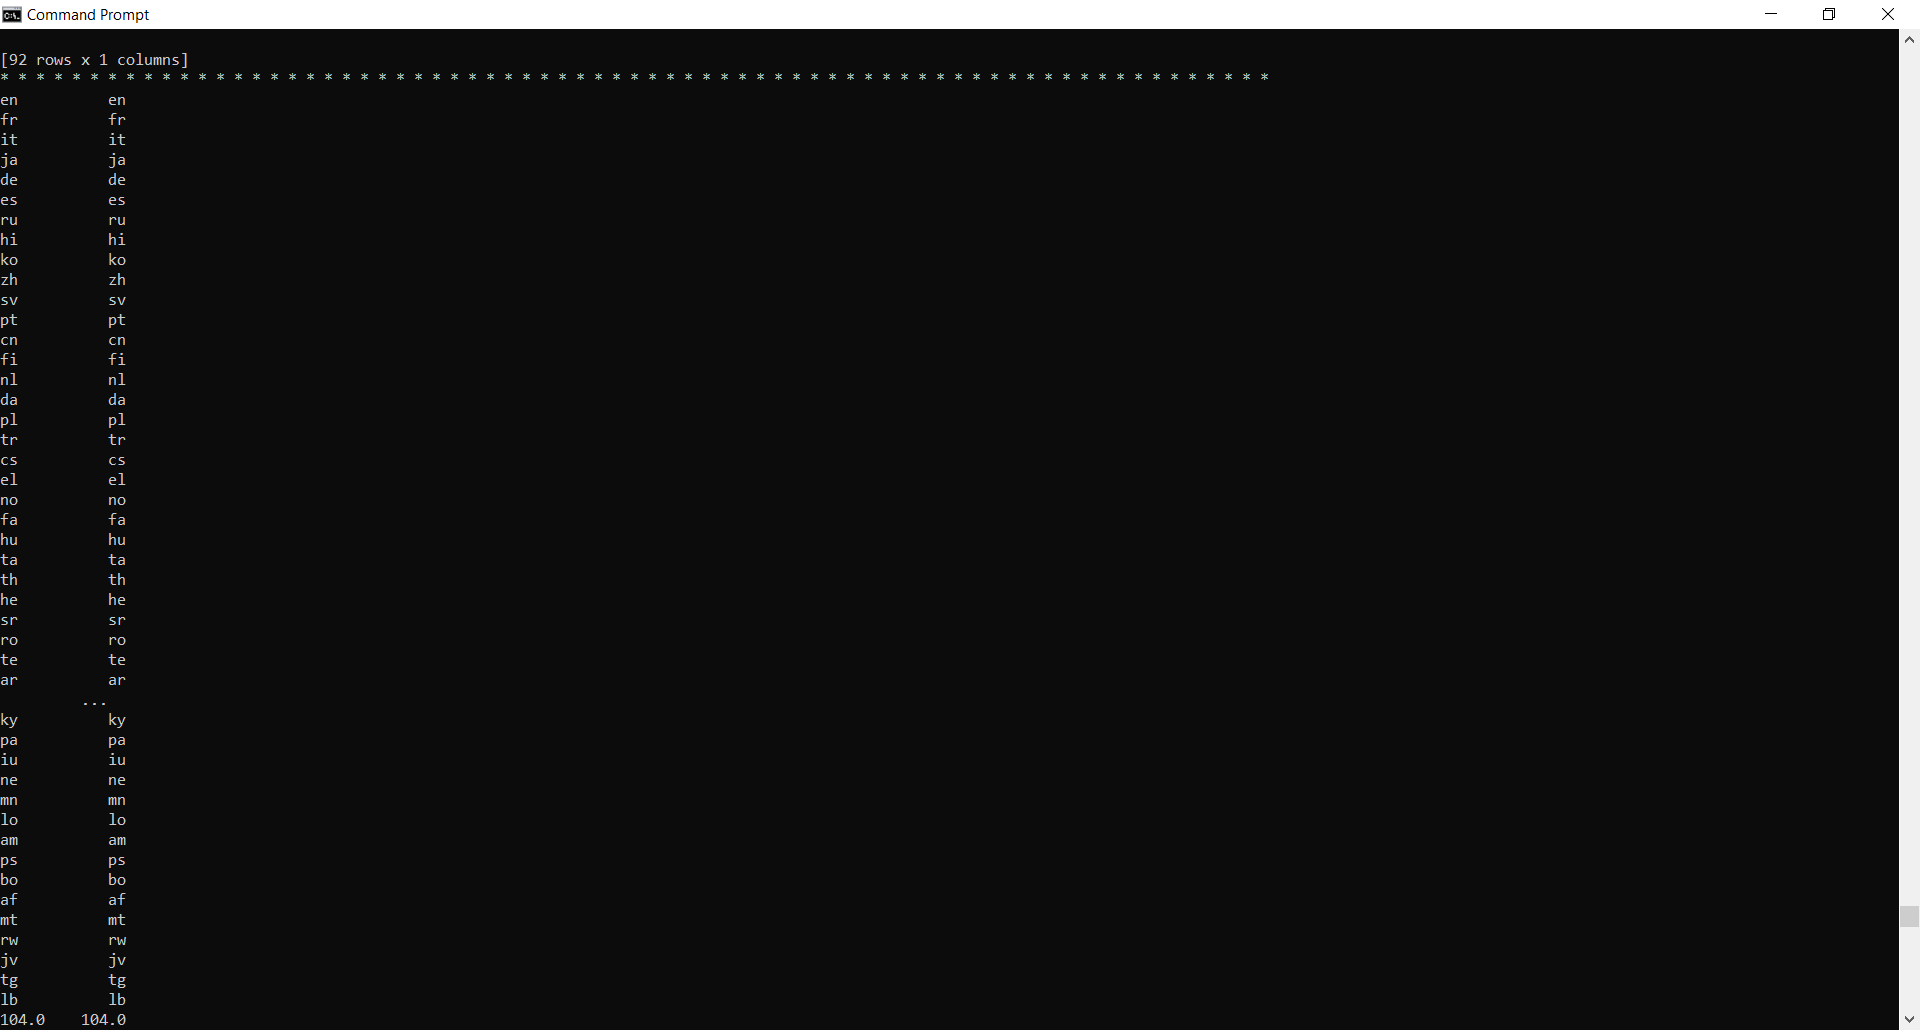 Command Prompt
[92 rows x 1 columns]
* * * * * * * * * * * * * * * * * * * * * * * * * * * * * * * * * * * * * * * * * * * * * * * * * * * * * * * * * * * * * * * * * * * * * * *
en          en
fr          fr
it          it
ja          ja
de          de
es          es
ru          ru
hi          hi
ko          ko
zh          zh
sv          sv
pt          pt
cn          cn
fi          fi
nl          nl
da          da
pl          pl
tr          tr
cs          cs
el          el
no          no
fa          fa
hu          hu
ta          ta
th          th
he          he
sr          sr
ro          ro
te          te
ar          ar
         ...
ky          ky
pa          pa
iu          iu
ne          ne
mn          mn
lo          lo
am          am
ps          ps
bo          bo
af          af
mt          mt
rw          rw
jv          jv
tg          tg
lb          lb
104.0    104.0